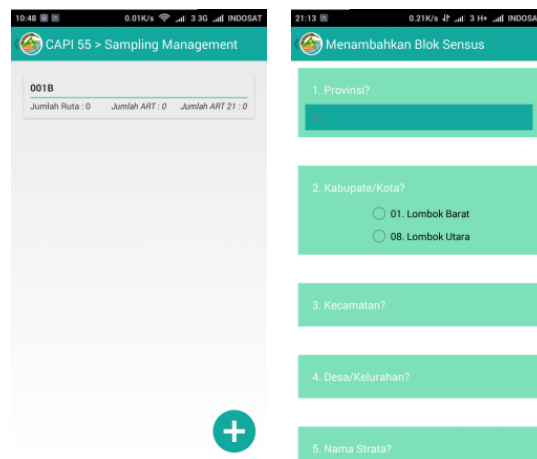 10:48 0.01K/s 3 3G INDOSAT
CAPI 55 > Sampling Management
001B
Jumlah Ruta : 0 Jumlah ART : 0 Jumlah ART 21 : 0
21:13 0.21K/s 3 H+ INDOSA
Menambahkan Blok Sensus
1. Provinsi?
2. Kabupate/Kota?
01. Lombok Barat
08. Lombok Utara
3. Kecamatan?
4. Desa/Kelurahan?
5. Nama Strata?